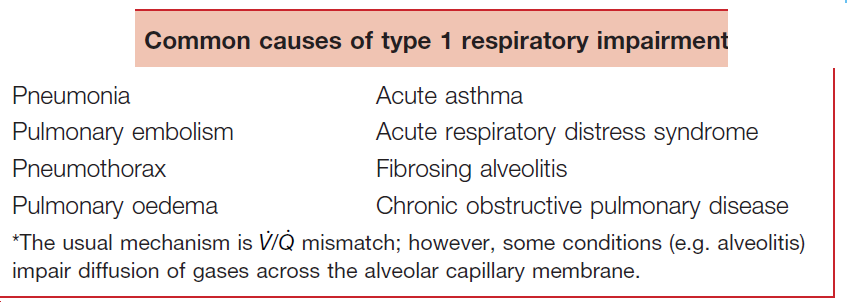 Common causes of type 1 respiratory impairment
Pneumonia Acute asthma
Pulmonary embolism Acute respiratory distress syndrome
Pneumothorax Fibrosing alveolitis
Pulmonary oedema Chronic obstructive pulmonary disease
*The usual mechanism is V̇/Q̇ mismatch; however, some conditions (e.g. alveolitis)
impair diffusion of gases across the alveolar capillary membrane.